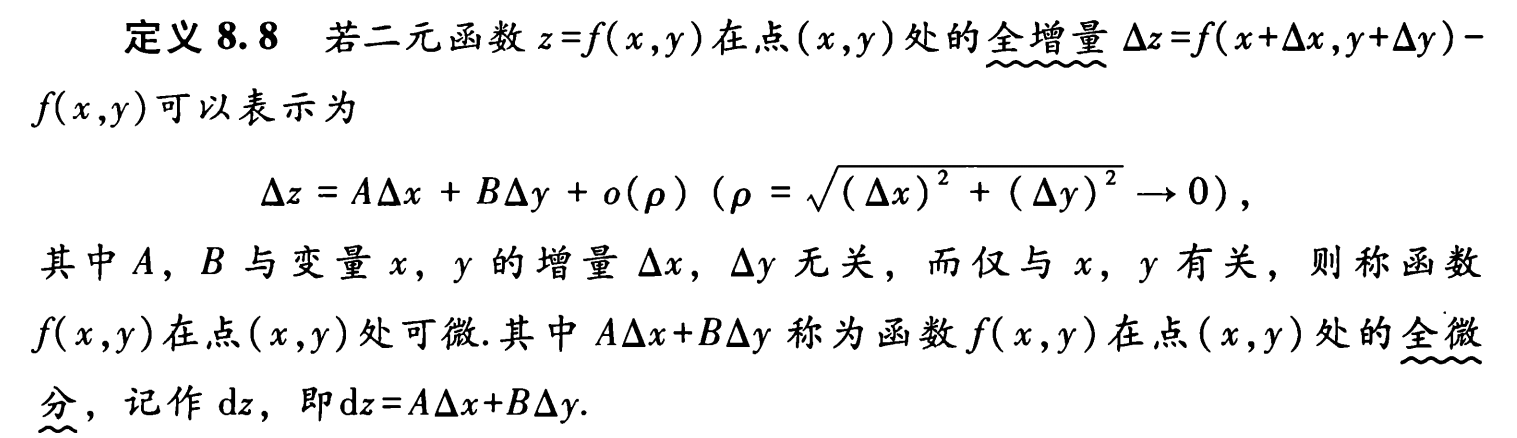 定义 8.8 若二元函数 z=f(x,y)在点(x,y)处的全增量 Δz=f(x+Δx,y+Δy)-
f(x,y)可以表示为
Δz = AΔx + BΔy + o(ρ) (ρ = √((Δx)² + (Δy)²) → 0),
其中 A, B 与变量 x, y 的增量 Δx, Δy 无关, 而仅与 x, y 有关, 则称函数
f(x,y)在点(x,y)处可微.其中 AΔx+BΔy 称为函数 f(x,y)在点(x,y)处的全微
分, 记作 dz, 即dz=AΔx+BΔy.